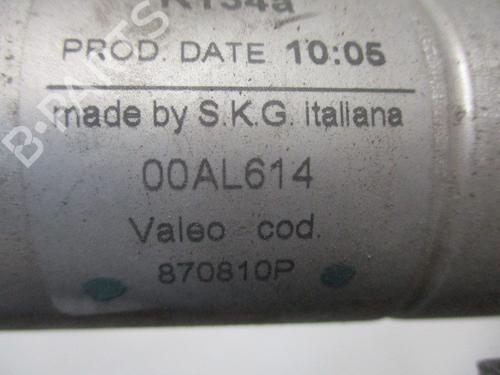 R134a
PROD. DATE 10:05
made by S.K.G. italiana
00AL614
Valeo cod.
870810P
B-PARTS